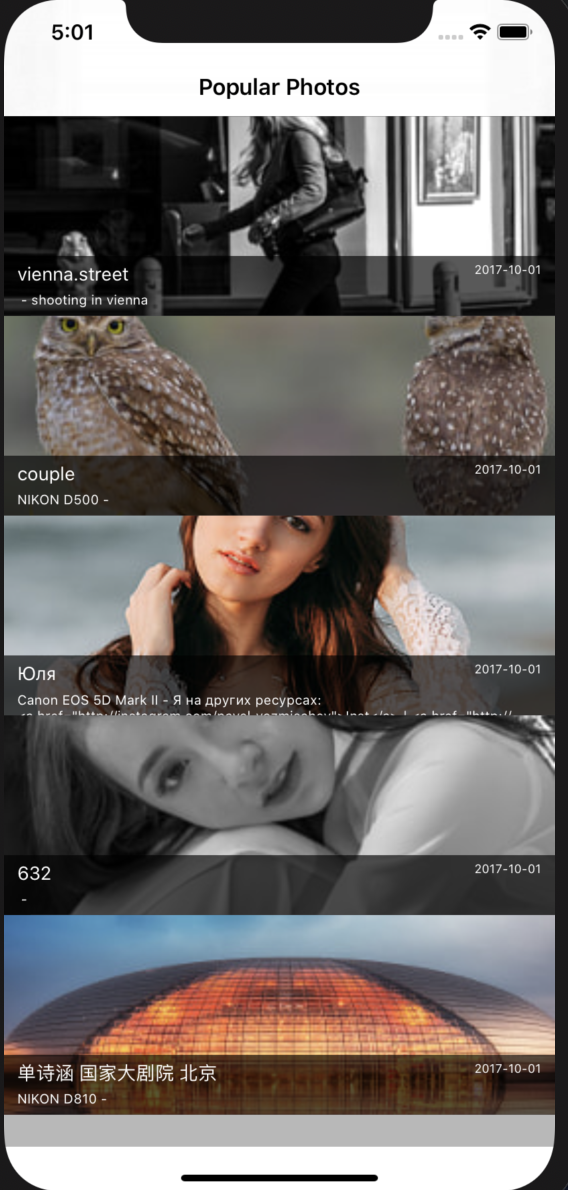 5:01
Popular Photos
vienna.street
2017-10-01
- shooting in vienna
couple
2017-10-01
NIKON D500 -
Юля
2017-10-01
Canon EOS 5D Mark II - Я на других ресурсах:
632
2017-10-01
-
单诗涵 国家大剧院 北京
2017-10-01
NIKON D810 -